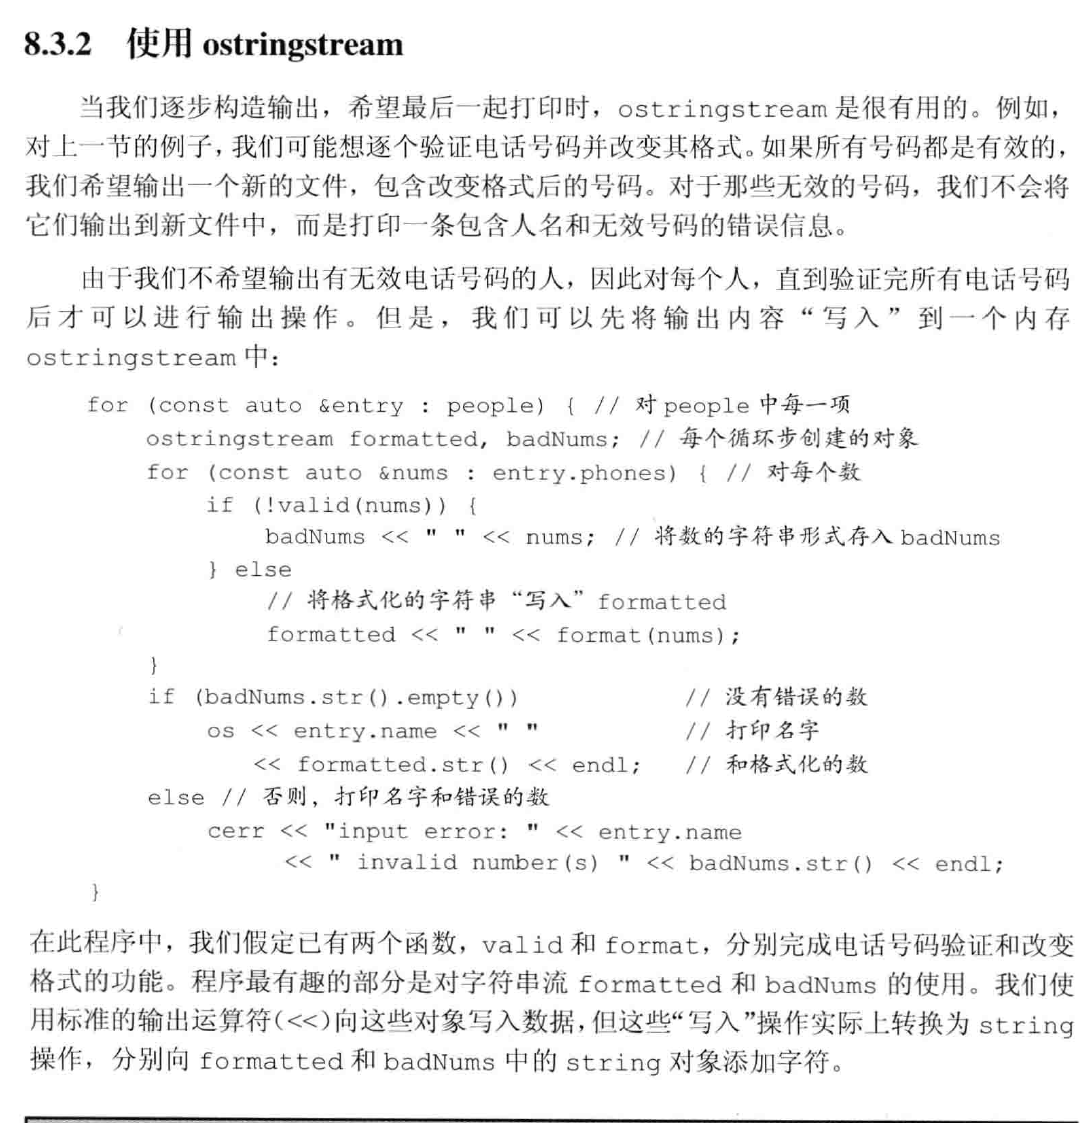 8.3.2 使用 ostringstream
当我们逐步构造输出，希望最后一起打印时，ostringstream 是很有用的。例如，
对上一节的例子，我们可能想逐个验证电话号码并改变其格式。如果所有号码都是有效的，
我们希望输出一个新的文件，包含改变格式后的号码。对于那些无效的号码，我们不会将
它们输出到新文件中，而是打印一条包含人名和无效号码的错误信息。
由于我们不希望输出有无效电话号码的人，因此对每个人，直到验证完所有电话号码
后才可以进行输出操作。但是，我们可以先将输出内容“写入”到一个内存
ostringstream 中：
for (const auto &entry : people) { // 对 people 中每一项
    ostringstream formatted, badNums; // 每个循环步创建的对象
    for (const auto &nums : entry.phones) { // 对每个数
        if (!valid(nums)) {
            badNums << " " << nums; // 将数的字符串形式存入 badNums
        } else
            // 将格式化的字符串“写入”formatted
            formatted << " " << format(nums);
    }
    if (badNums.str().empty()) // 没有错误的数
        os << entry.name << " " // 打印名字
           << formatted.str() << endl; // 和格式化的数
    else // 否则，打印名字和错误的数
        cerr << "input error: " << entry.name
             << " invalid number(s) " << badNums.str() << endl;
}
在此程序中，我们假定已有两个函数，valid 和 format，分别完成电话号码验证和改变
格式的功能。程序最有趣的部分是对字符串流 formatted 和 badNums 的使用。我们使
用标准的输出运算符(<<)向这些对象写入数据，但这些“写入”操作实际上转换为 string
操作，分别向 formatted 和 badNums 中的 string 对象添加字符。